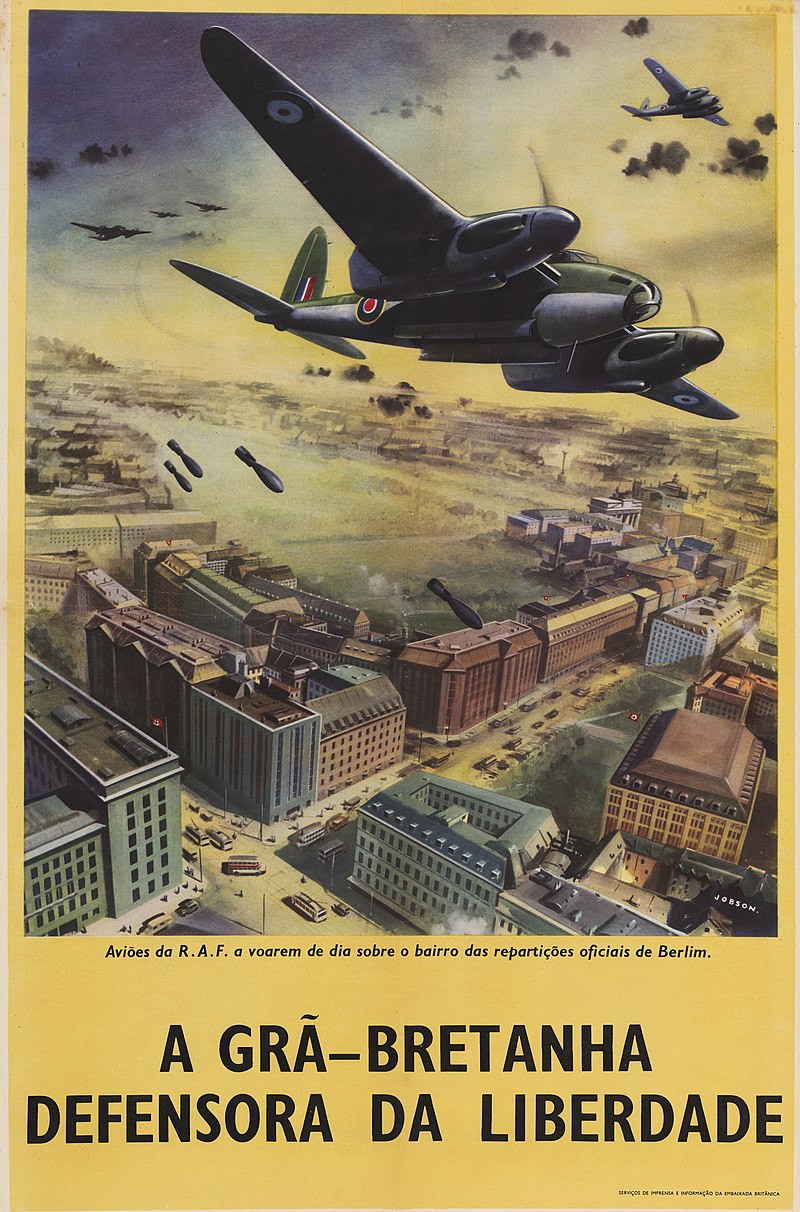 JOBSON.
Aviões da R.A.F. a voarem de dia sobre o bairro das repartições oficiais de Berlim.
A GRÃ–BRETANHA
DEFENSORA DA LIBERDADE
SERVIÇOS DE IMPRENSA E INFORMAÇÃO DA EMBAIXADA BRITÂNICA